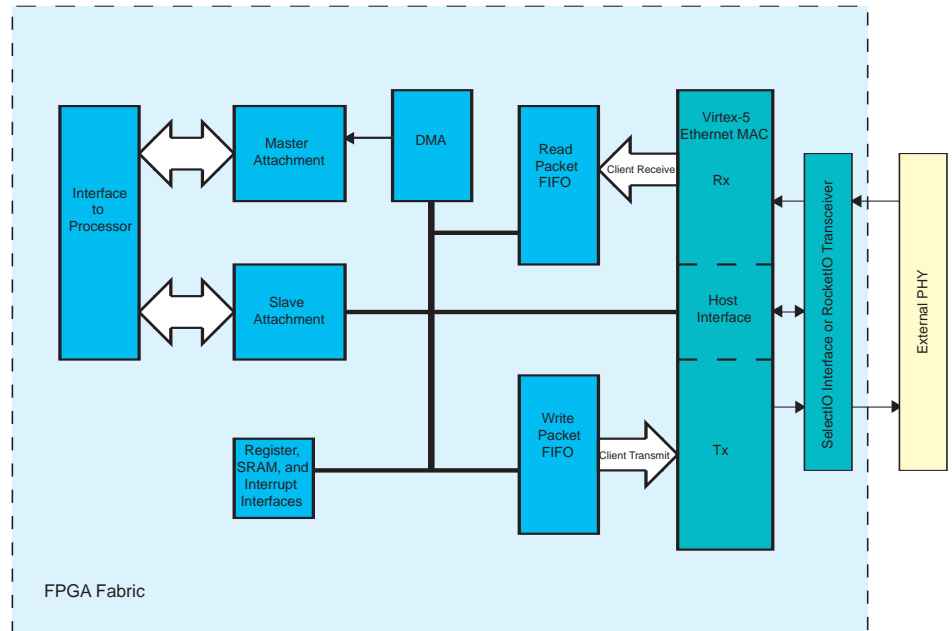 Interface
to
Processor
Master
Attachment
DMA
Read
Packet
FIFO
Client Receive
Virtex-5
Ethernet MAC
Rx
Slave
Attachment
Host
Interface
Register,
SRAM, and
Interrupt
Interfaces
Write
Packet
FIFO
Client Transmit
Tx
SelectIO Interface or RocketIO Transceiver
External PHY
FPGA Fabric